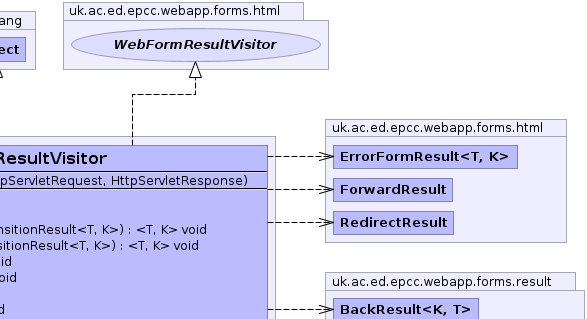 uk.ac.ed.epcc.webapp.forms.html
ang
ect
WebFormResultVisitor
uk.ac.ed.epcc.webapp.forms.html
ResultVisitor
ErrorFormResult<T, K>
pServletRequest, HttpServletResponse)
ForwardResult
RedirectResult
nsitionResult<T, K>) : <T, K> void
sitionResult<T, K>) : <T, K> void
id
oid
uk.ac.ed.epcc.webapp.forms.result
d
BackResult<K, T>